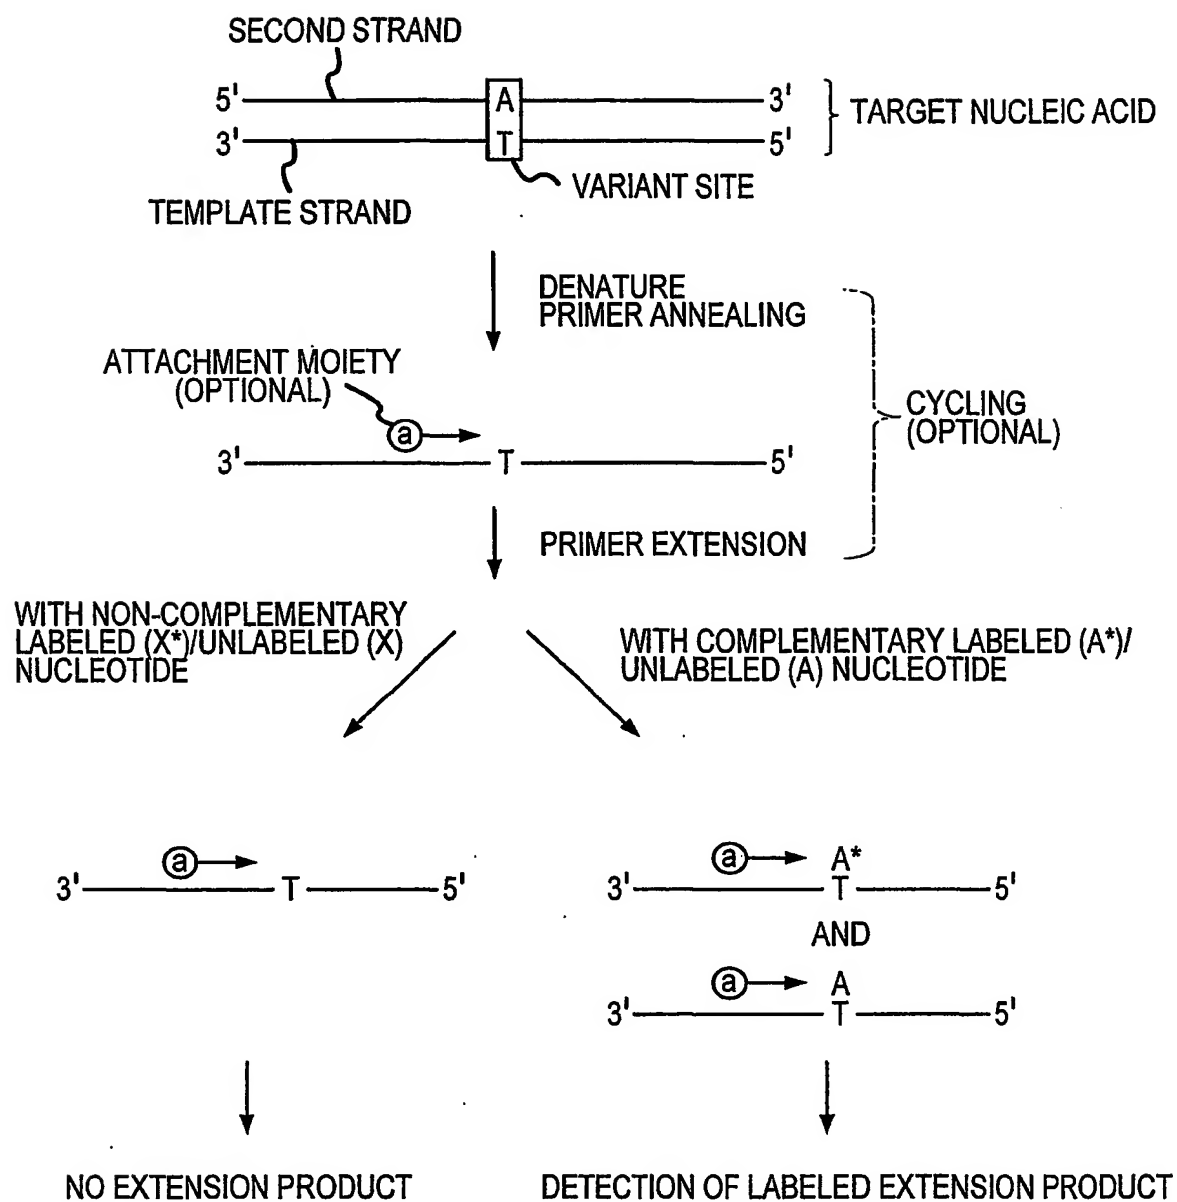 SECOND STRAND
5' A 3'
3' T 5'
TARGET NUCLEIC ACID
VARIANT SITE
TEMPLATE STRAND
DENATURE
PRIMER ANNEALING
ATTACHMENT MOIETY
(OPTIONAL)
a
3' T 5'
CYCLING
(OPTIONAL)
PRIMER EXTENSION
WITH NON-COMPLEMENTARY
LABELED (X*)/UNLABELED (X)
NUCLEOTIDE
WITH COMPLEMENTARY LABELED (A*)/
UNLABELED (A) NUCLEOTIDE
a
3' T 5'
a A*
3' T 5'
AND
a A
3' T 5'
NO EXTENSION PRODUCT
DETECTION OF LABELED EXTENSION PRODUCT